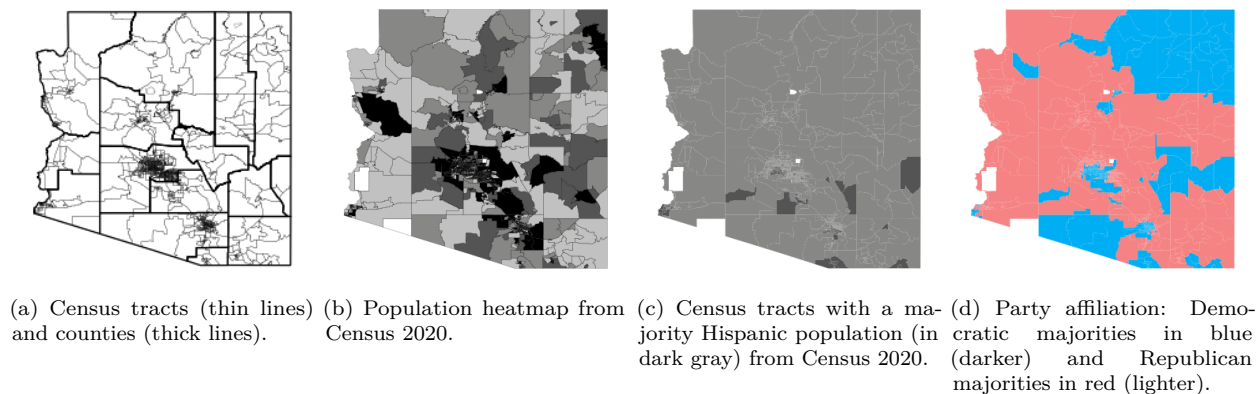 (a) Census tracts (thin lines)
and counties (thick lines).
(b) Population heatmap from
Census 2020.
(c) Census tracts with a ma-
jority Hispanic population (in
dark gray) from Census 2020.
(d) Party affiliation: Demo-
cratic majorities in blue
(darker) and Republican
majorities in red (lighter).